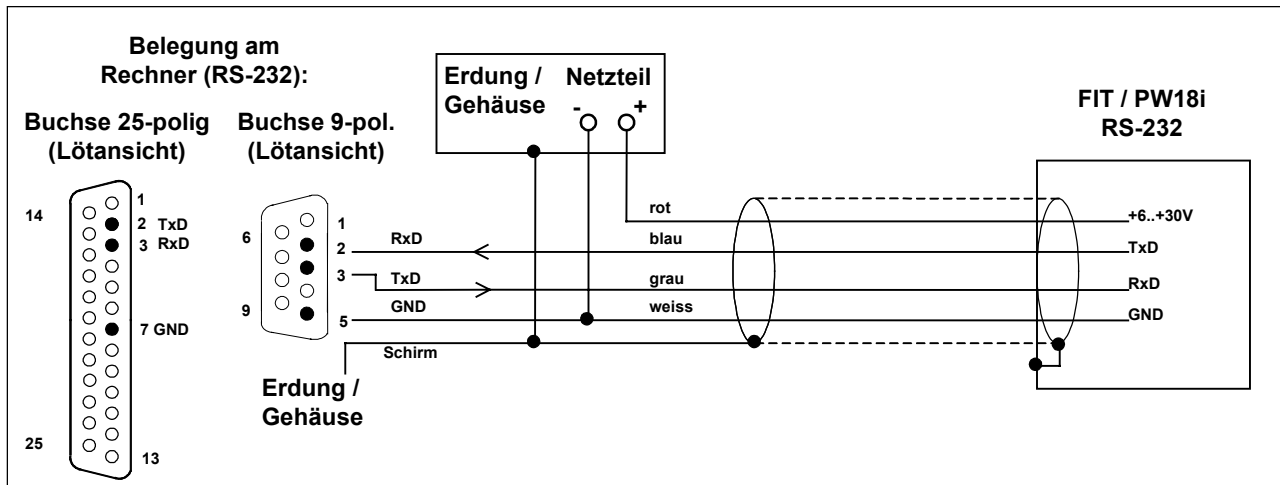 Belegung am
Rechner (RS-232):
Buchse 25-polig
(Lötansicht)
14
1
2 TxD
3 RxD
7 GND
25
13
Buchse 9-pol.
(Lötansicht)
6
9
1
2
3
5
RxD
TxD
GND
Schirm
Erdung /
Gehäuse
Erdung /
Gehäuse
Netzteil
- +
rot
blau
grau
weiss
FIT / PW18i
RS-232
+6..+30V
TxD
RxD
GND